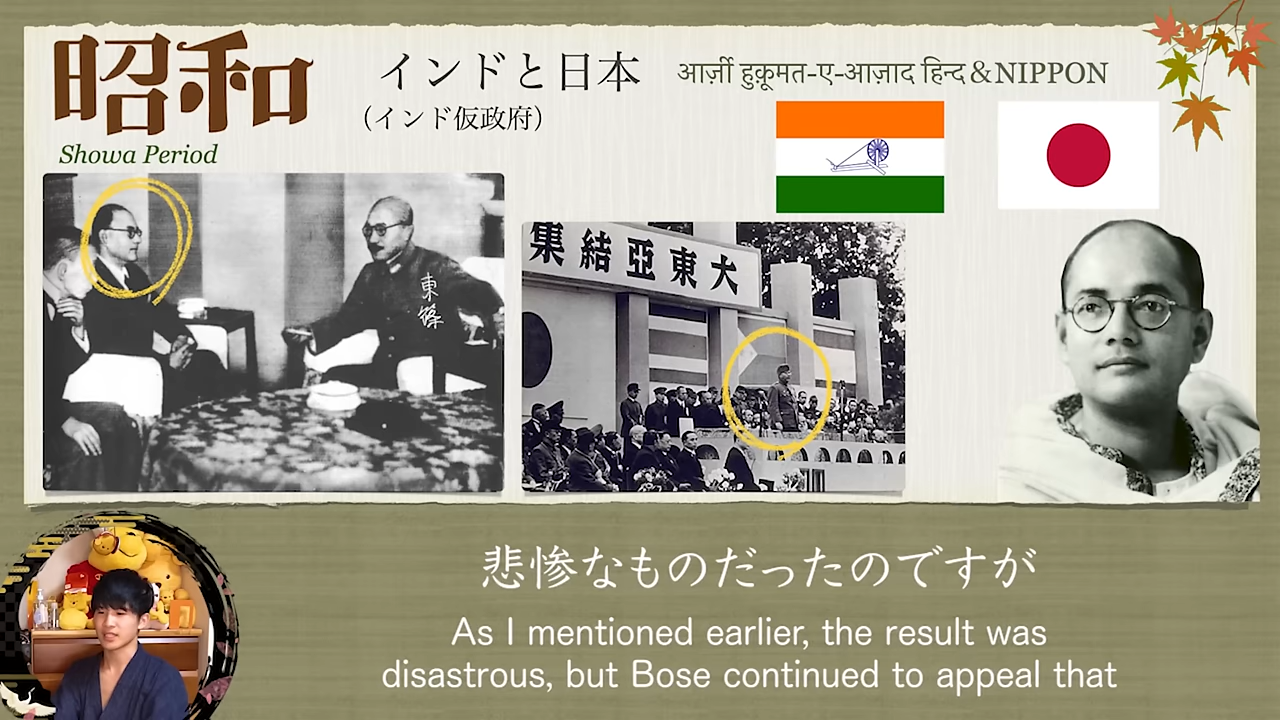 昭和
Showa Period
インドと日本
(インド仮政府)
आर्ज़ी हुक़ूमत-ए-आज़ाद हिन्द&NIPPON
東篠
集結亞東大
悲惨なものだったのですが
As I mentioned earlier, the result was
disastrous, but Bose continued to appeal that